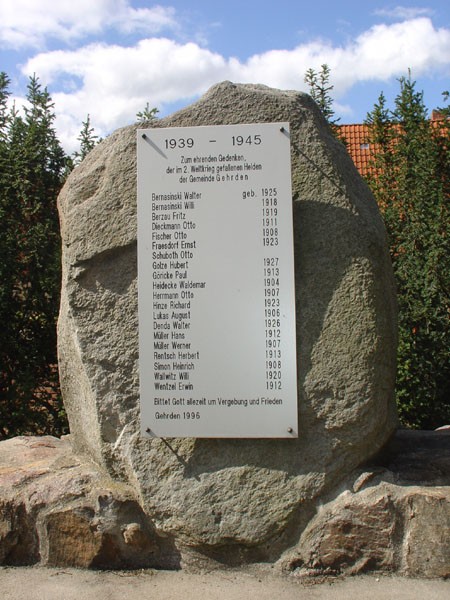 1939 - 1945
Zum ehrenden Gedenken,
der im 2. Weltkrieg gefallenen Helden
der Gemeinde Gehrden
Bernasinski Walter geb. 1925
Bernasinski Willi 1918
Berzau Fritz 1919
Dieckmann Otto 1911
Fischer Otto 1908
Fraesdorf Ernst 1923
Schuboth Otto
Golze Hubert 1927
Göricke Paul 1913
Heidecke Waldemar 1904
Herrmann Otto 1907
Hinze Richard 1923
Lukas August 1906
Denda Walter 1926
Müller Hans 1912
Müller Werner 1907
Rentsch Herbert 1913
Simon Heinrich 1908
Wallwitz Willi 1920
Wentzel Erwin 1912
Bittet Gott allezeit um Vergebung und Frieden
Gehrden 1996